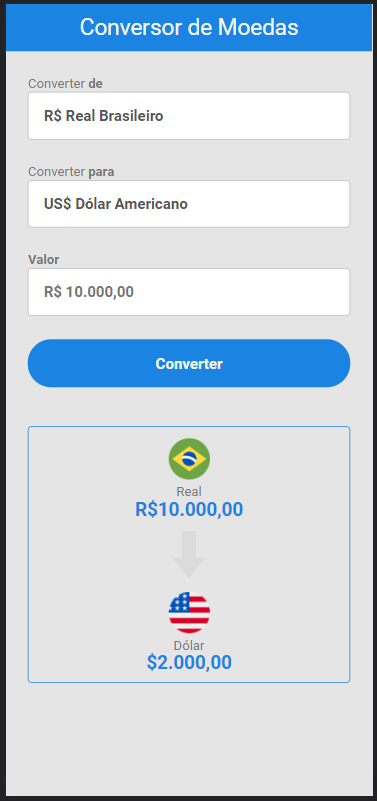 Conversor de Moedas
Converter de
R$ Real Brasileiro
Converter para
US$ Dólar Americano
Valor
R$ 10.000,00
Converter
Real
R$10.000,00
Dólar
$2.000,00